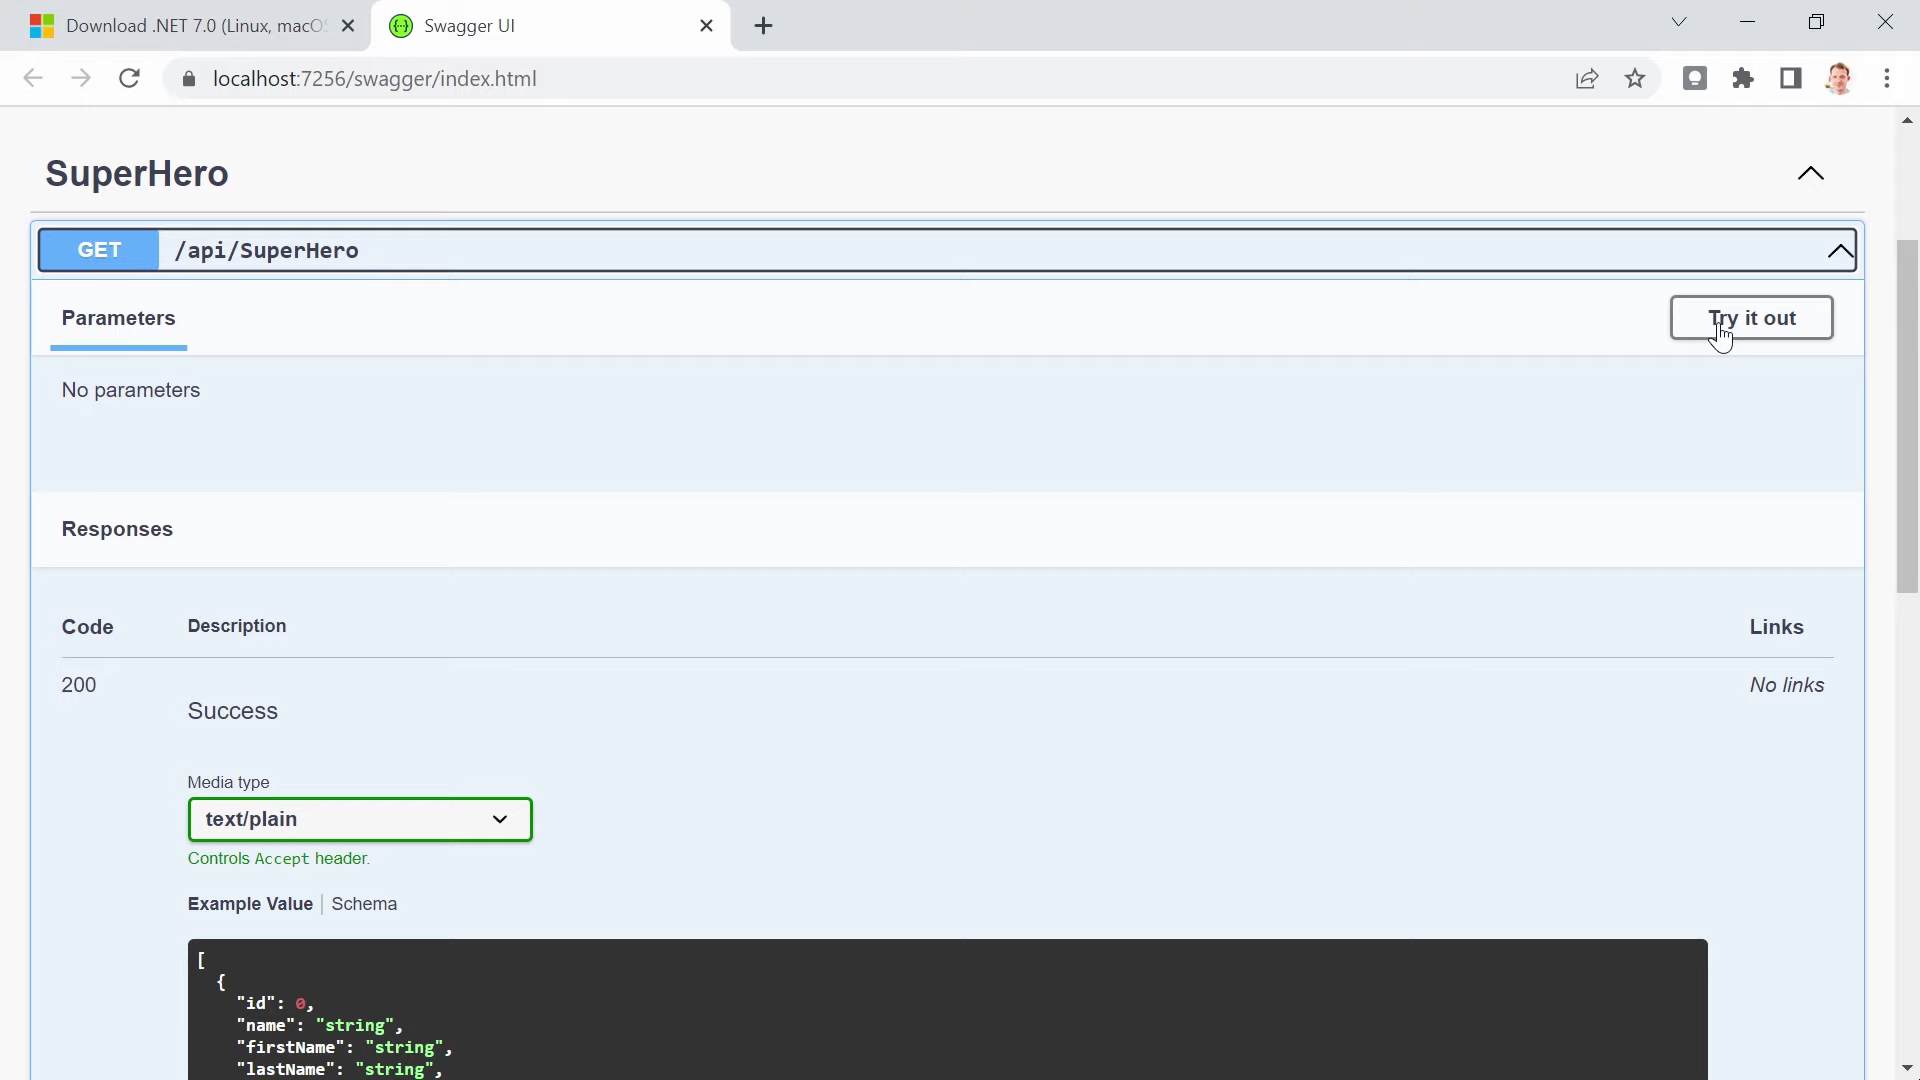 Download .NET 7.0 (Linux, macO
Swagger UI
localhost:7256/swagger/index.html
SuperHero
GET /api/SuperHero
Parameters
Try it out
No parameters
Responses
Code Description Links
200 No links
Success
Media type
text/plain
Controls Accept header.
Example Value | Schema
[
{
"id": 0,
"name": "string",
"firstName": "string",
"lastName": "string",